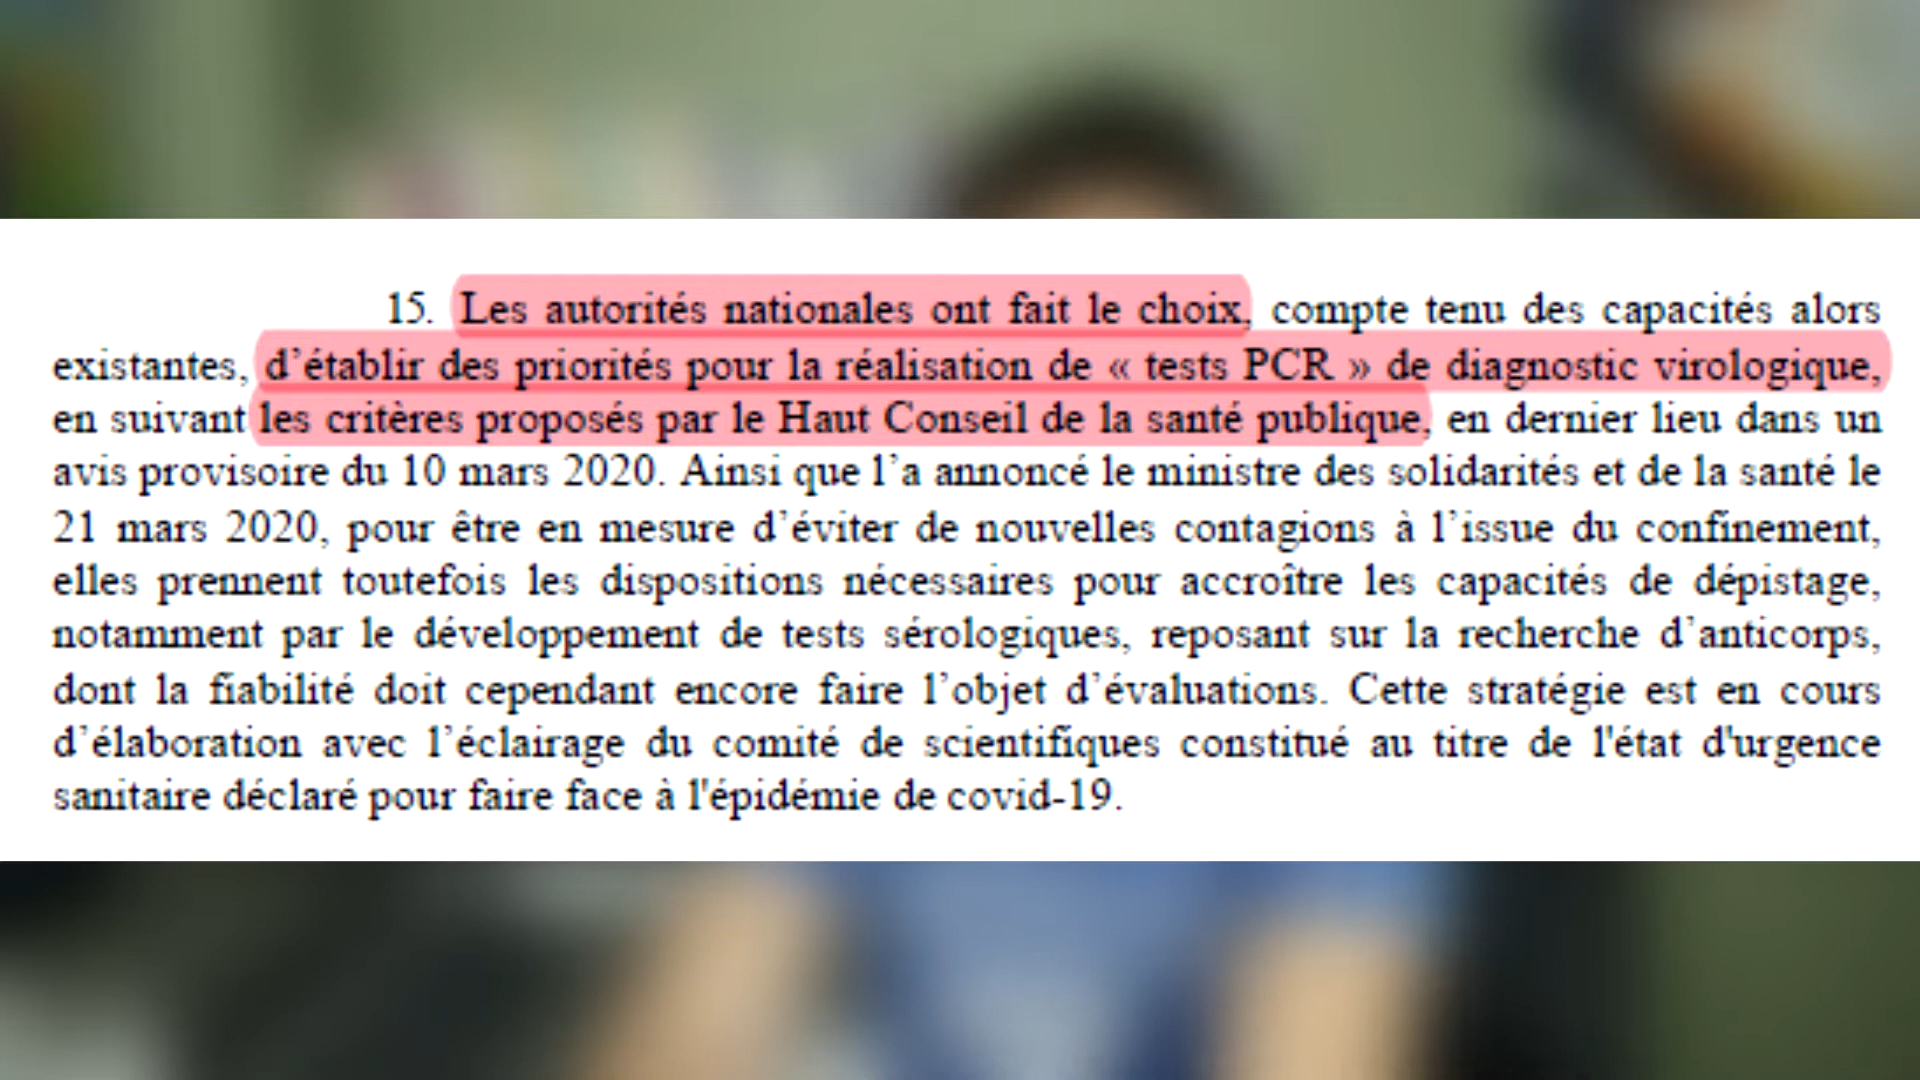 15. Les autorités nationales ont fait le choix, compte tenu des capacités alors
existantes, d’établir des priorités pour la réalisation de « tests PCR » de diagnostic virologique,
en suivant les critères proposés par le Haut Conseil de la santé publique, en dernier lieu dans un
avis provisoire du 10 mars 2020. Ainsi que l’a annoncé le ministre des solidarités et de la santé le
21 mars 2020, pour être en mesure d’éviter de nouvelles contagions à l’issue du confinement,
elles prennent toutefois les dispositions nécessaires pour accroître les capacités de dépistage,
notamment par le développement de tests sérologiques, reposant sur la recherche d’anticorps,
dont la fiabilité doit cependant encore faire l’objet d’évaluations. Cette stratégie est en cours
d’élaboration avec l’éclairage du comité de scientifiques constitué au titre de l'état d'urgence
sanitaire déclaré pour faire face à l'épidémie de covid-19.